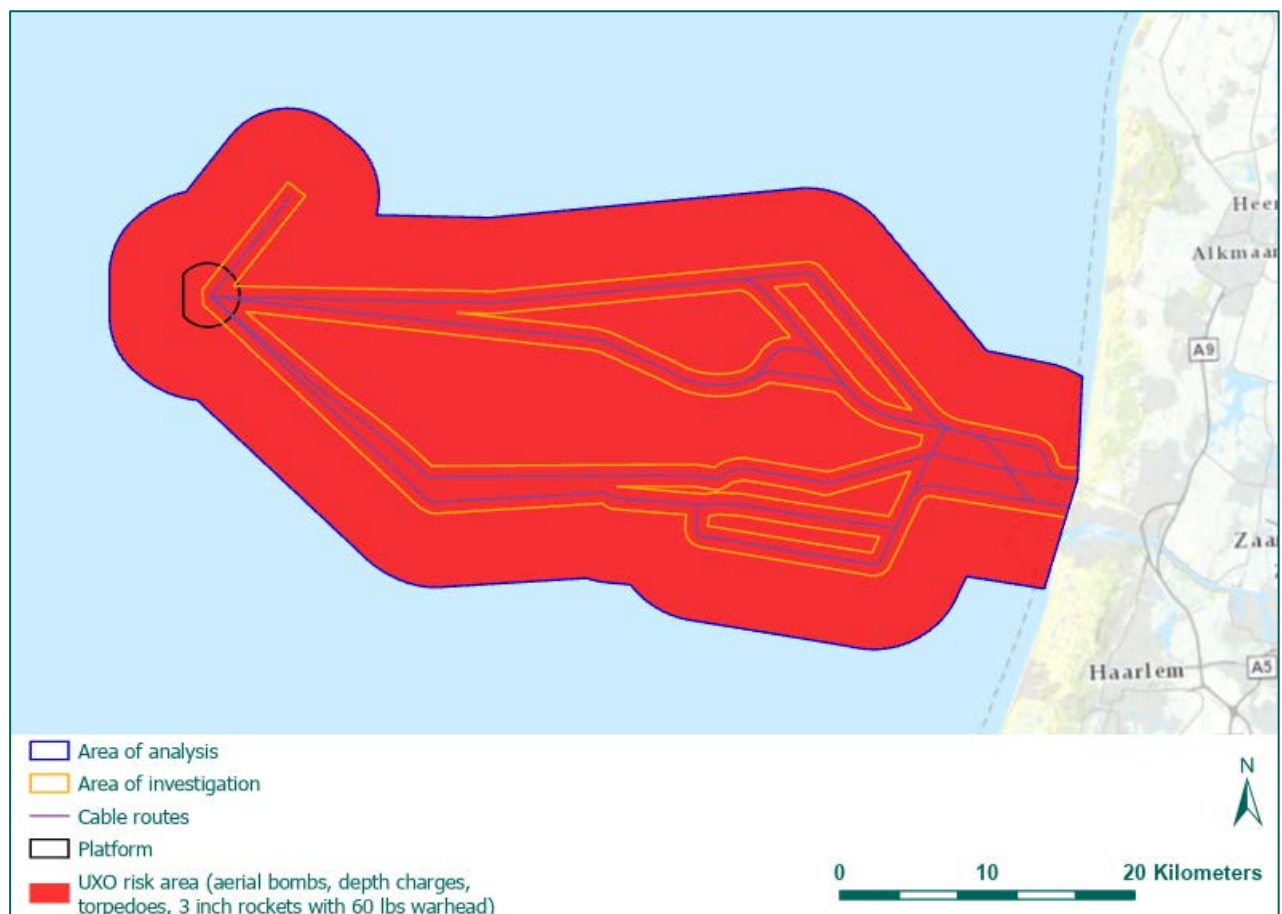 Heer
Alkmaar
A9
Zaa
Haarlem
A5
Area of analysis
Area of investigation
Cable routes
Platform
UXO risk area (aerial bombs, depth charges,
torpedoes, 3 inch rockets with 60 lbs warhead)
N
0 10 20 Kilometers